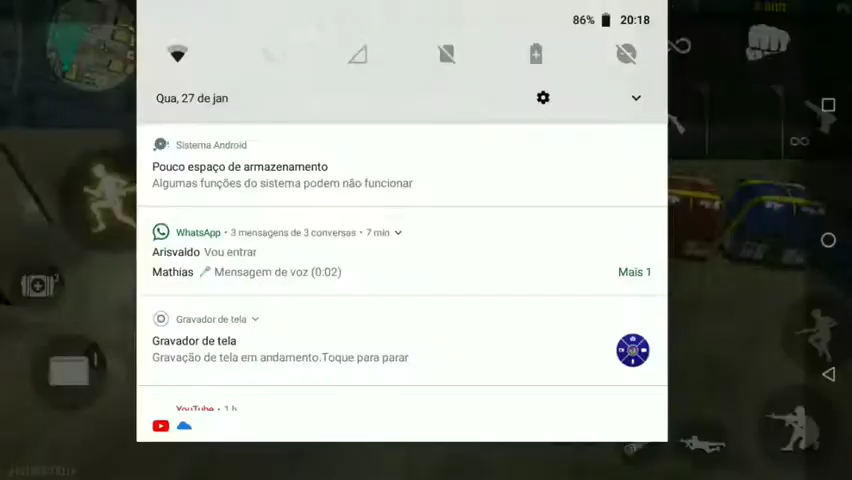 86% 20:18
Qua, 27 de jan
Sistema Android
Pouco espaço de armazenamento
Algumas funções do sistema podem não funcionar
WhatsApp • 3 mensagens de 3 conversas • 7 min
Arisvaldo Vou entrar
Mathias 🎤 Mensagem de voz (0:02)
Mais 1
Gravador de tela
Gravador de tela
Gravação de tela em andamento.Toque para parar
YouTube • 1 h